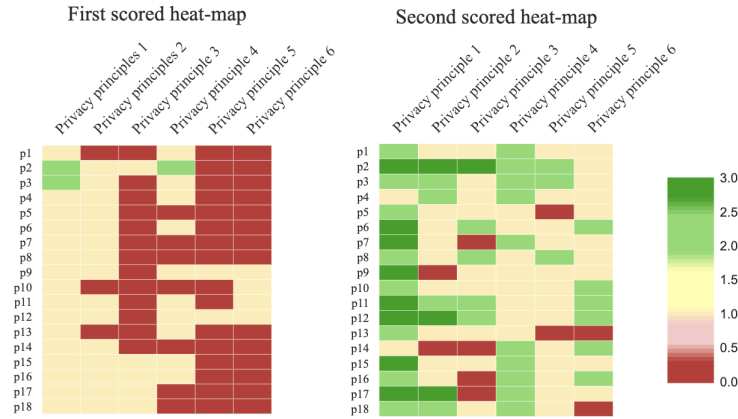 First scored heat-map
Privacy principles 1
Privacy principles 2
Privacy principle 3
Privacy principle 4
Privacy principle 5
Privacy principle 6
p1
p2
p3
p4
p5
p6
p7
p8
p9
p10
p11
p12
p13
p14
p15
p16
p17
p18
Second scored heat-map
Privacy principle 1
Privacy principle 2
Privacy principle 3
Privacy principle 4
Privacy principle 5
Privacy principle 6
p1
p2
p3
p4
p5
p6
p7
p8
p9
p10
p11
p12
p13
p14
p15
p16
p17
p18
3.0
2.5
2.0
1.5
1.0
0.5
0.0